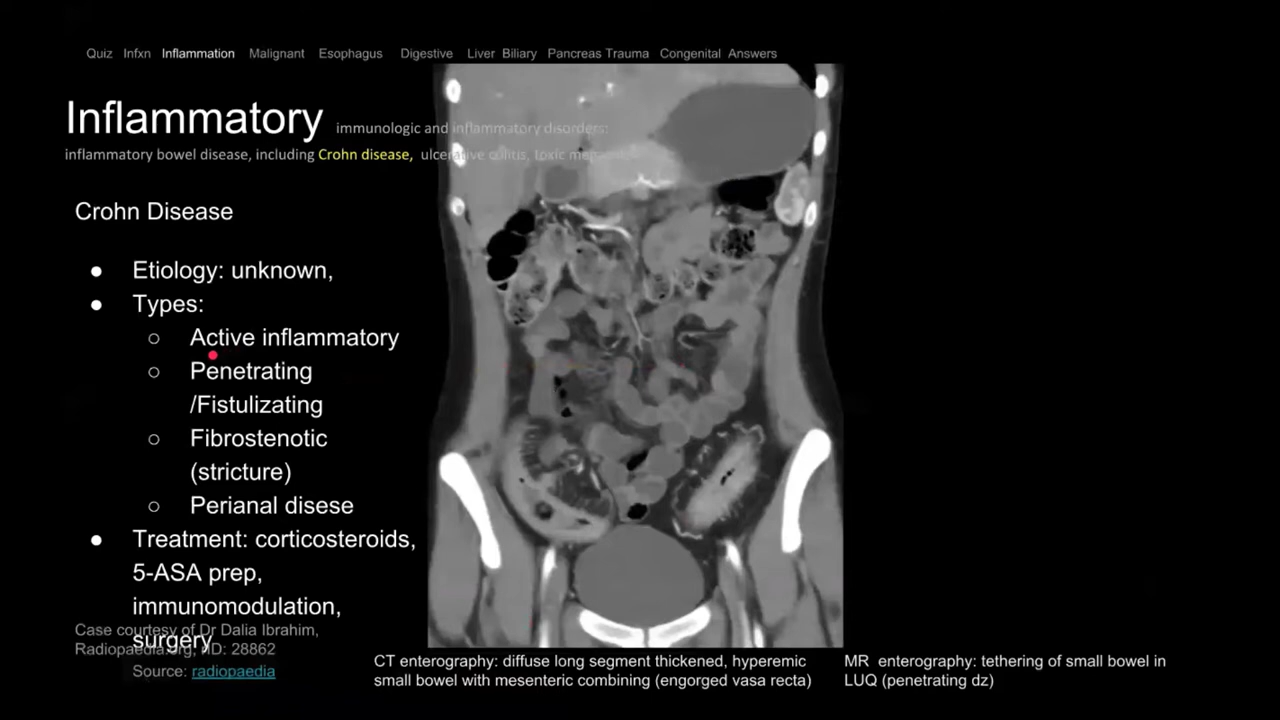 Quiz Infxn Inflammation Malignant Esophagus Digestive Liver Biliary Pancreas Trauma Congenital Answers
Inflammatory immunologic and inflammatory disorders:
inflammatory bowel disease, including Crohn disease, ulcerative colitis, toxic
Crohn Disease
● Etiology: unknown,
● Types:
○ Active inflammatory
○ Penetrating
/Fistulizating
○ Fibrostenotic
(stricture)
○ Perianal disese
● Treatment: corticosteroids,
5-ASA prep,
immunomodulation,
surgery
Case courtesy of Dr Dalia Ibrahim,
Radiopaedia.org, rID: 28862
Source: radiopaedia
CT enterography: diffuse long segment thickened, hyperemic
small bowel with mesenteric combining (engorged vasa recta)
MR enterography: tethering of small bowel in
LUQ (penetrating dz)